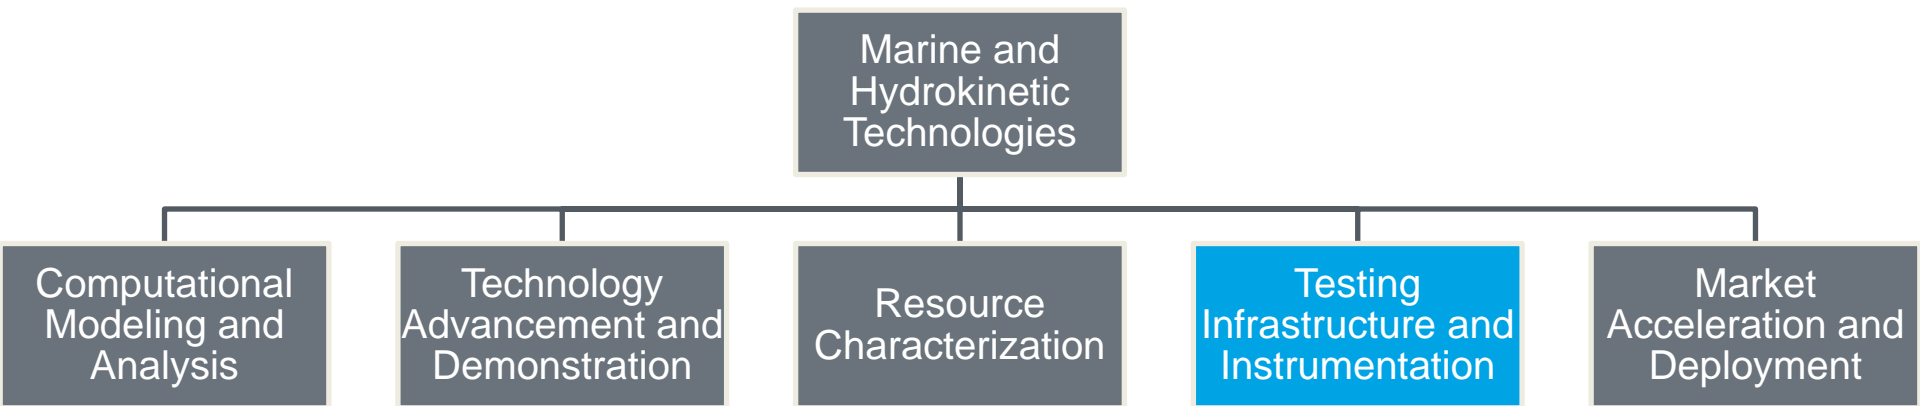 Marine and
Hydrokinetic
Technologies
Computational
Modeling and
Analysis
Technology
Advancement and
Demonstration
Resource
Characterization
Testing
Infrastructure and
Instrumentation
Market
Acceleration and
Deployment